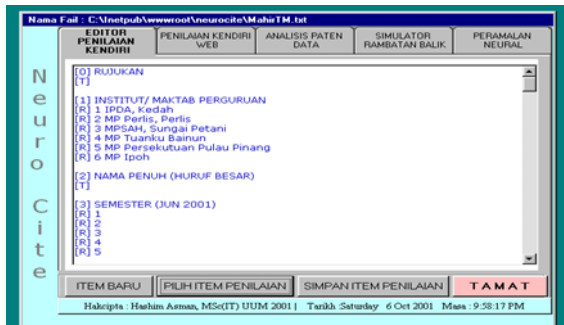 Nama Fail : C:\Inetpub\wwwroot\neurocite\MahirTM.txt
EDITOR PENILAIAN KENDIRI
PENILAIAN KENDIRI WEB
ANALISIS PATEN DATA
SIMULATOR RAMBATAN BALIK
PERAMALAN NEURAL
Neuro Cite
[0] RUJUKAN
[T]
[1] INSTITUT/ MAKTAB PERGURUAN
[R] 1 IPDA, Kedah
[R] 2 MP Perlis, Perlis
[R] 3 MPSAH, Sungai Petani
[R] 4 MP Tuanku Bainun
[R] 5 MP Persekutuan Pulau Pinang
[R] 6 MP Ipoh
[2] NAMA PENUH (HURUF BESAR)
[T]
[3] SEMESTER (JUN 2001)
[R] 1
[R] 2
[R] 3
[R] 4
[R] 5
ITEM BARU
PILIH ITEM PENILAIAN
SIMPAN ITEM PENILAIAN
TAMAT
Hakcipta : Hashim Asman, MSc(IT) UUM 2001 | Tarikh :Saturday 6 Oct 2001 Masa : 9:58:17 PM